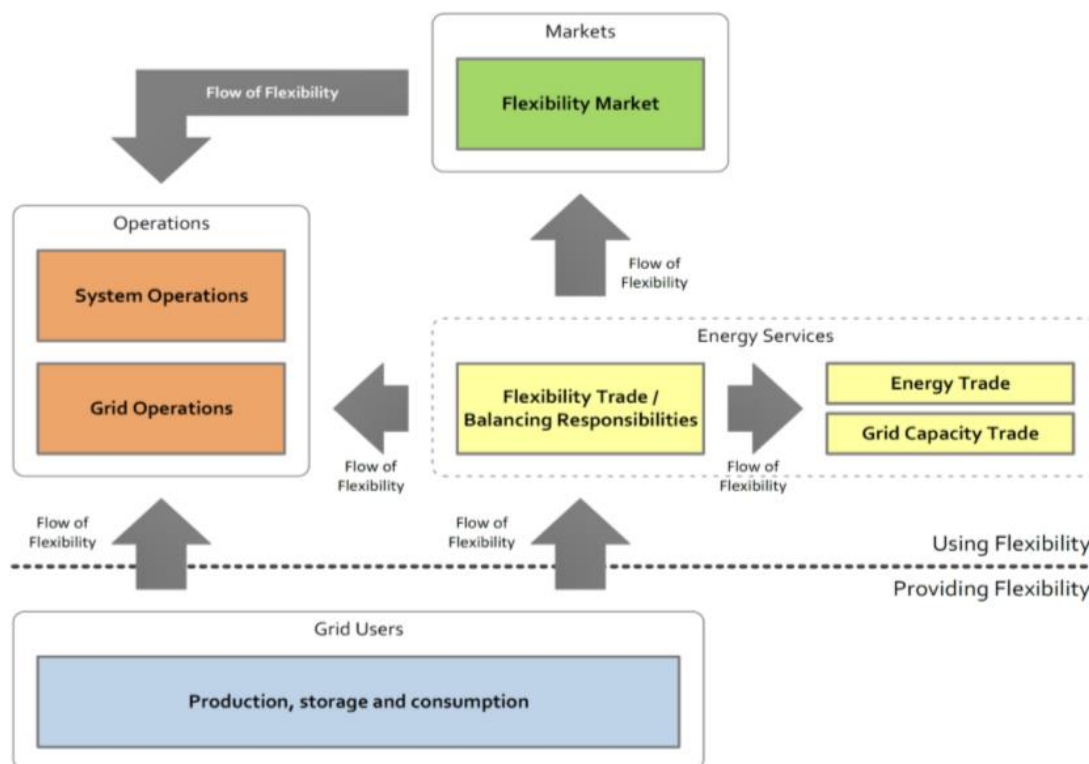 Markets
Flexibility Market
Flow of Flexibility
Operations
System Operations
Grid Operations
Flow of
Flexibility
Energy Services
Flexibility Trade /
Balancing Responsibilities
Energy Trade
Grid Capacity Trade
Flow of
Flexibility
Flow of
Flexibility
Flow of
Flexibility
Flow of
Flexibility
Using Flexibility
Providing Flexibility
Grid Users
Production, storage and consumption